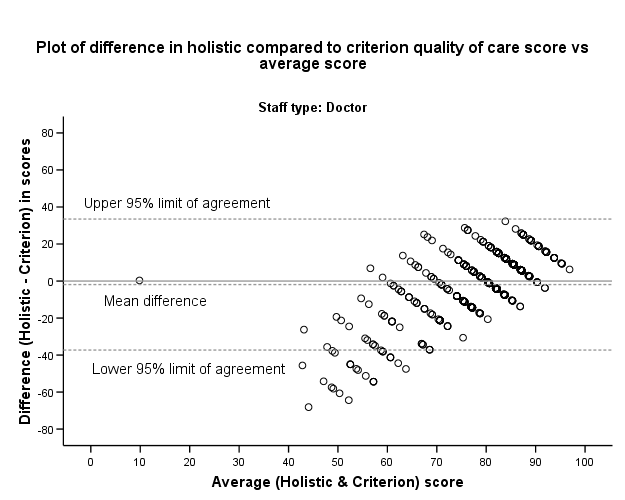 Plot of difference in holistic compared to criterion quality of care score vs
average score
Staff type: Doctor
Difference (Holistic - Criterion) in scores
80
60
40
20
0
-20
-40
-60
-80
Upper 95% limit of agreement
Mean difference
Lower 95% limit of agreement
0 10 20 30 40 50 60 70 80 90 100
Average (Holistic & Criterion) score